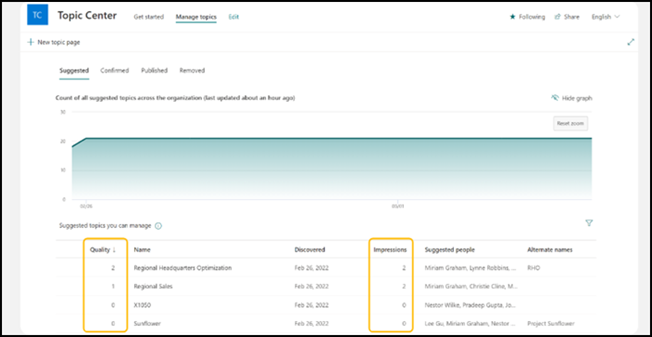 TC Topic Center Get started Manage topics Edit Following Share English
New topic page
Suggested Confirmed Published Removed
Count of all suggested topics across the organization (last updated about an hour ago) Hide graph
30
Reset zoom
20
10
0
Suggested topics you can manage
Quality ↓ Name Discovered Impressions Suggested people Alternate names
2 Regional Headquarters Optimization Feb 26, 2022 2 Miriam Graham, Lynne Robbins, ... RHO
1 Regional Sales Feb 26, 2022 2 Miriam Graham, Christie Cline, M...
0 X1050 Feb 26, 2022 0 Nestor Wilke, Pradeep Gupta, Jo...
0 Sunflower Feb 26, 2022 0 Lee Gu, Miriam Graham, Nestor ... Project Sunflower